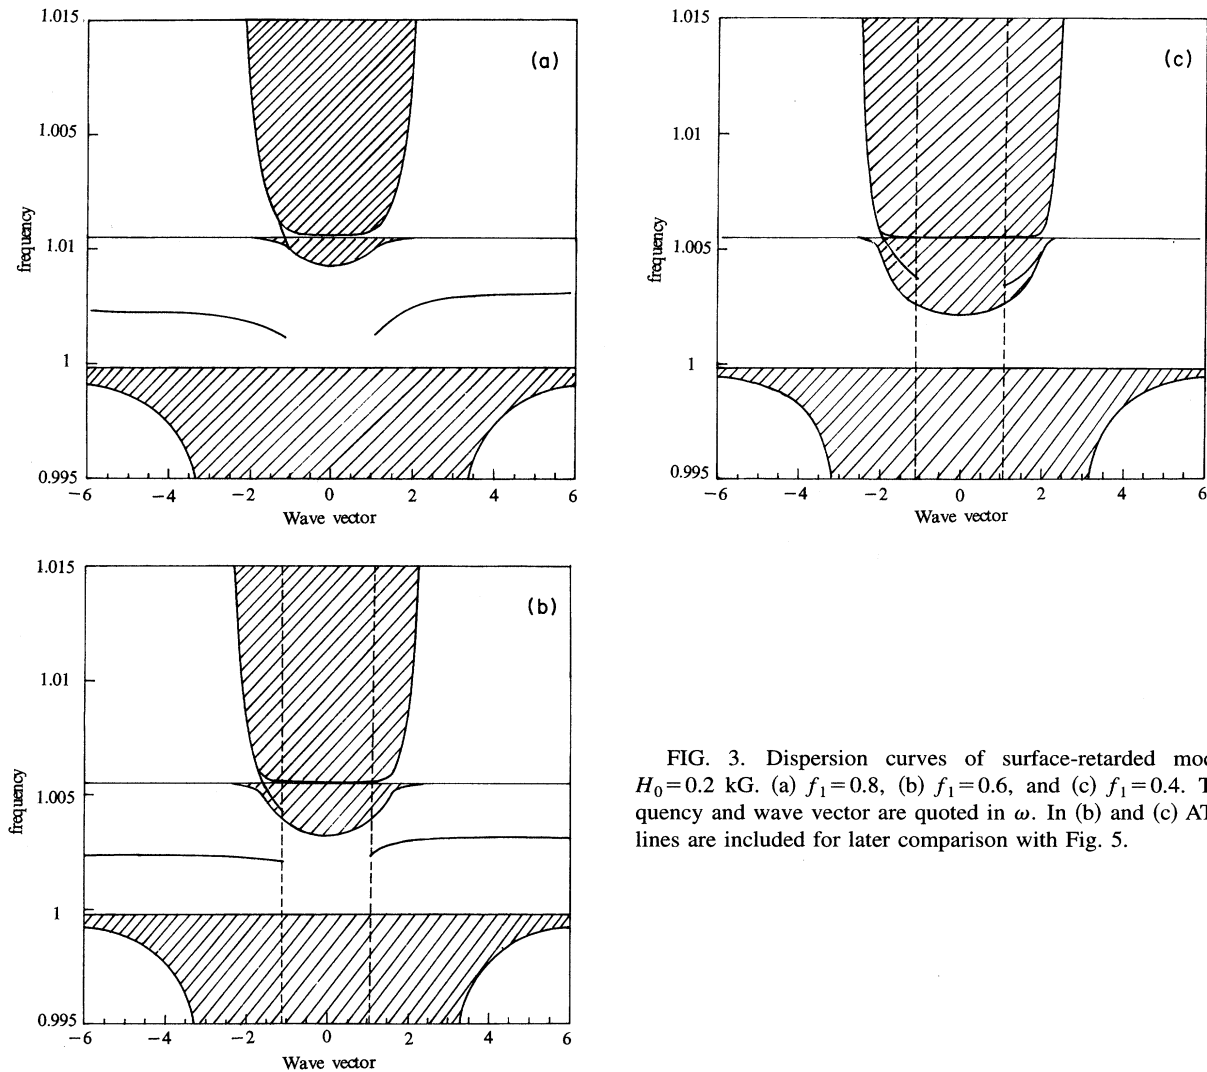 1.015
(a)
1.005
frequency
1.01
1
0.995
−6 −4 −2 0 2 4 6
Wave vector
1.015
(c)
1.01
frequency
1.005
1
0.995
−6 −4 −2 0 2 4 6
Wave vector
1.015
(b)
1.01
frequency
1.005
1
0.995
−6 −4 −2 0 2 4 6
Wave vector
FIG. 3. Dispersion curves of surface-retarded mod
H₀=0.2 kG. (a) f₁=0.8, (b) f₁=0.6, and (c) f₁=0.4. T
quency and wave vector are quoted in ω. In (b) and (c) AT
lines are included for later comparison with Fig. 5.